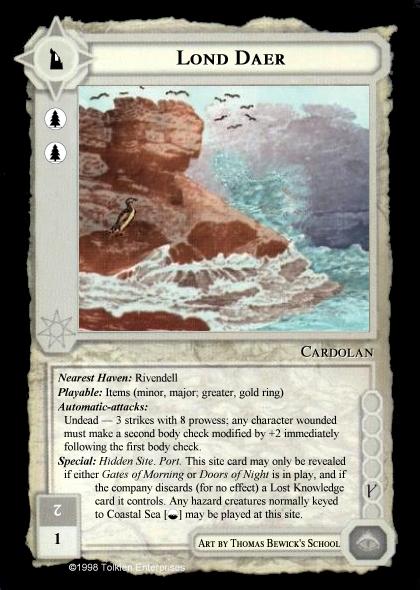 LOND DAER
CARDOLAN
Nearest Haven: Rivendell
Playable: Items (minor, major, greater, gold ring)
Automatic-attacks:
Undead — 3 strikes with 8 prowess; any character wounded
must make a second body check modified by +2 immediately
following the first body check.
Special: Hidden Site. Port. This site card may only be revealed
if either Gates of Morning or Doors of Night is in play, and if
the company discards (for no effect) a Lost Knowledge
card it controls. Any hazard creatures normally keyed
to Coastal Sea [] may be played at this site.
2
1
ART BY THOMAS BEWICK'S SCHOOL
©1998 Tolkien Enterprises